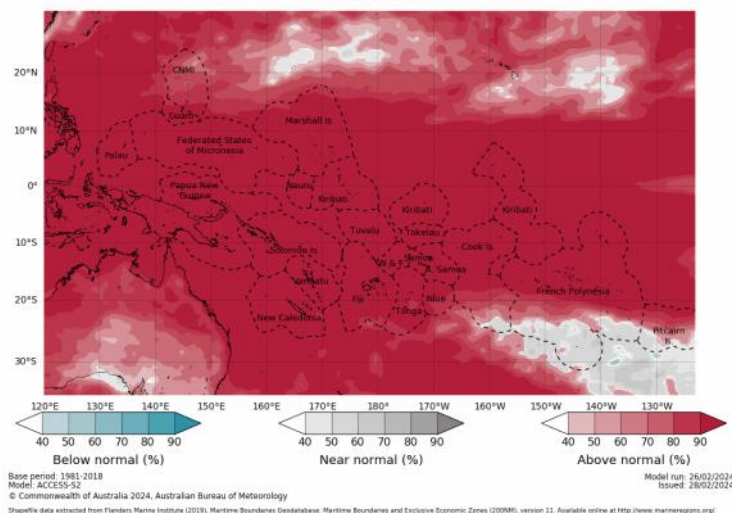 20°N
10°N
0°
10°S
20°S
30°S
CNMI
Guam
Marshall Is.
Federated States
of Micronesia
Palau
Papua New
Guinea
Nauru
Kiribati
Kiribati
Kiribati
Tuvalu
Tokelau
Solomon Is.
Cook Is.
W & F
Samoa
A. Samoa
Vanuatu
Fiji
Niue
French Polynesia
Tonga
New Caledonia
Pitcairn
Is.
120°E 130°E 140°E 150°E 160°E 170°E 180° 170°W 160°W 150°W 140°W 130°W
40 50 60 70 80 90
Below normal (%)
40 50 60 70 80 90
Near normal (%)
40 50 60 70 80 90
Above normal (%)
Base period: 1981-2018
Model: ACCESS-S2
© Commonwealth of Australia 2024, Australian Bureau of Meteorology
Model run: 26/02/2024
Issued: 28/02/2024
Shapefile data extracted from Flanders Marine Institute (2019). Maritime Boundaries Geodatabase: Maritime Boundaries and Exclusive Economic Zones (200NM), version 11. Available online at http://www.marineregions.org/